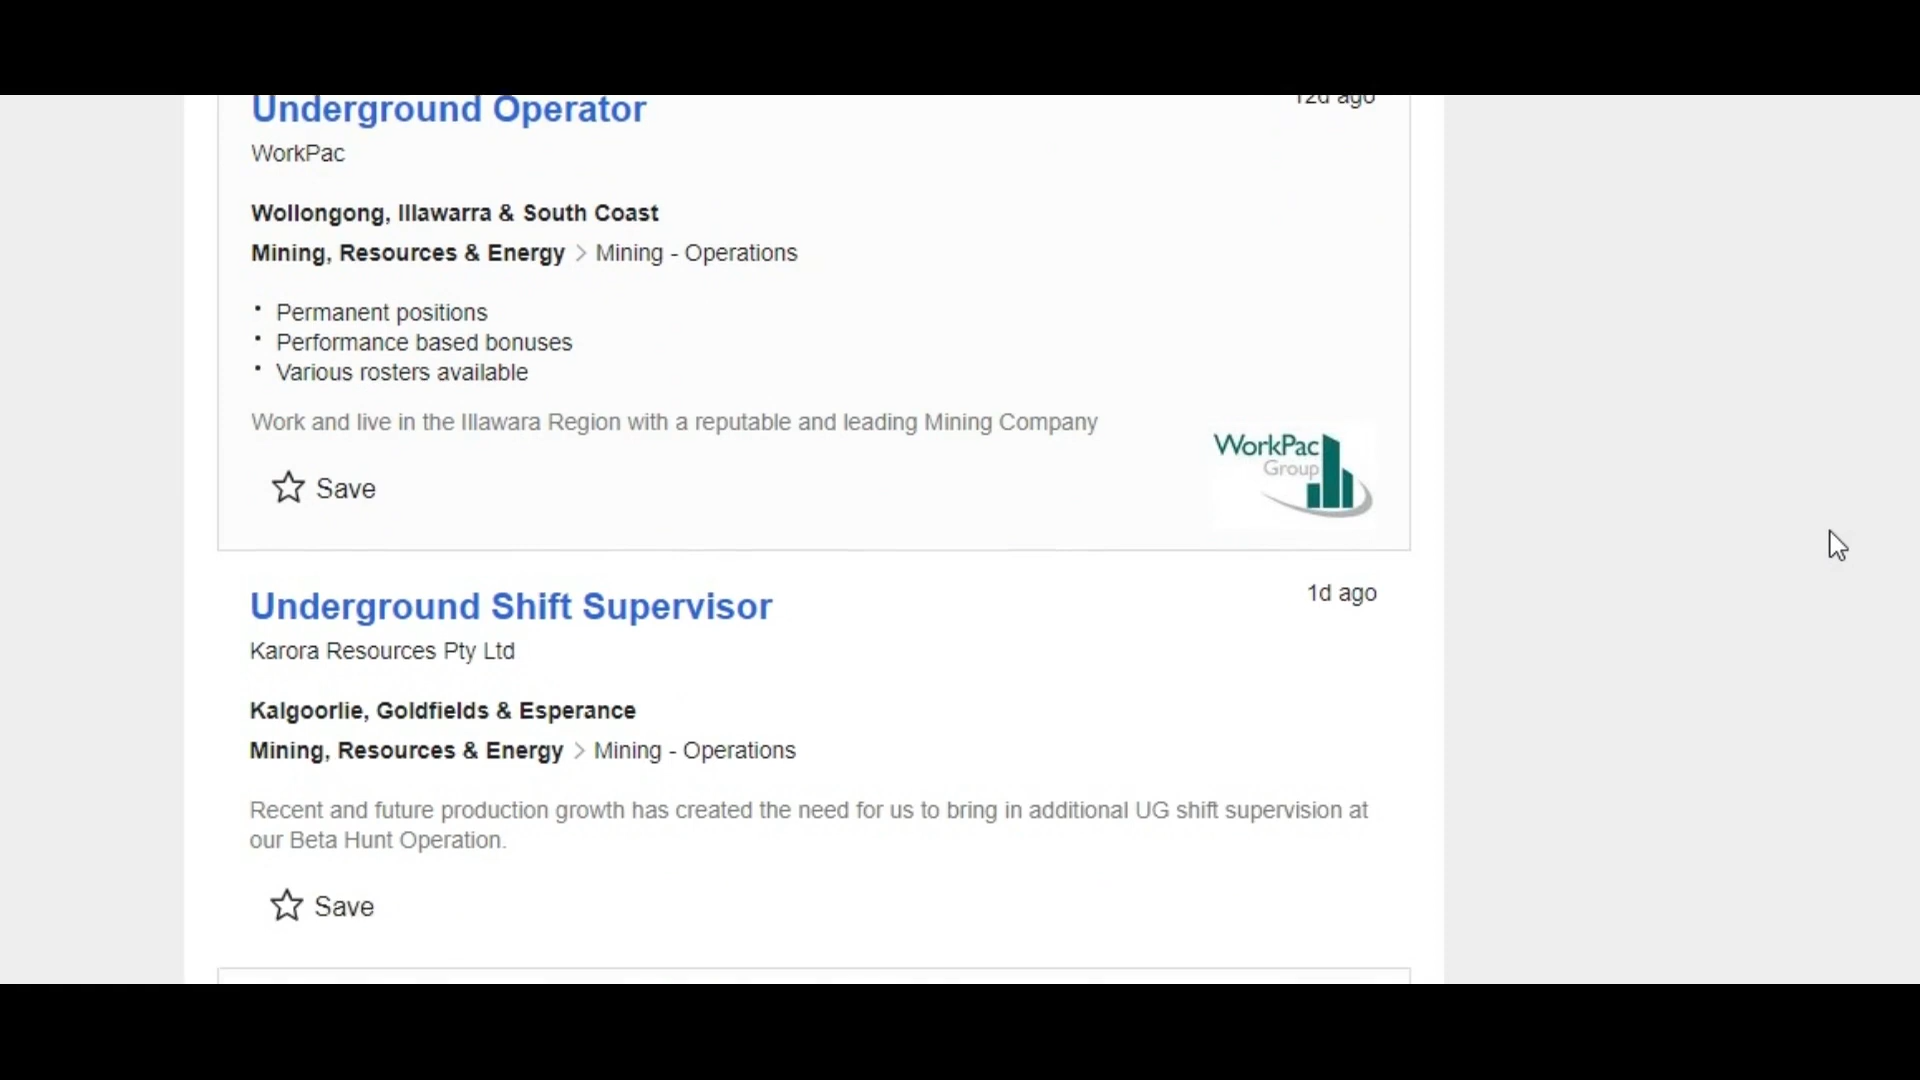 Underground Operator
12d ago
WorkPac
Wollongong, Illawarra & South Coast
Mining, Resources & Energy > Mining - Operations
• Permanent positions
• Performance based bonuses
• Various rosters available
Work and live in the Illawara Region with a reputable and leading Mining Company
WorkPac
Group
Save
Underground Shift Supervisor
1d ago
Karora Resources Pty Ltd
Kalgoorlie, Goldfields & Esperance
Mining, Resources & Energy > Mining - Operations
Recent and future production growth has created the need for us to bring in additional UG shift supervision at
our Beta Hunt Operation.
Save